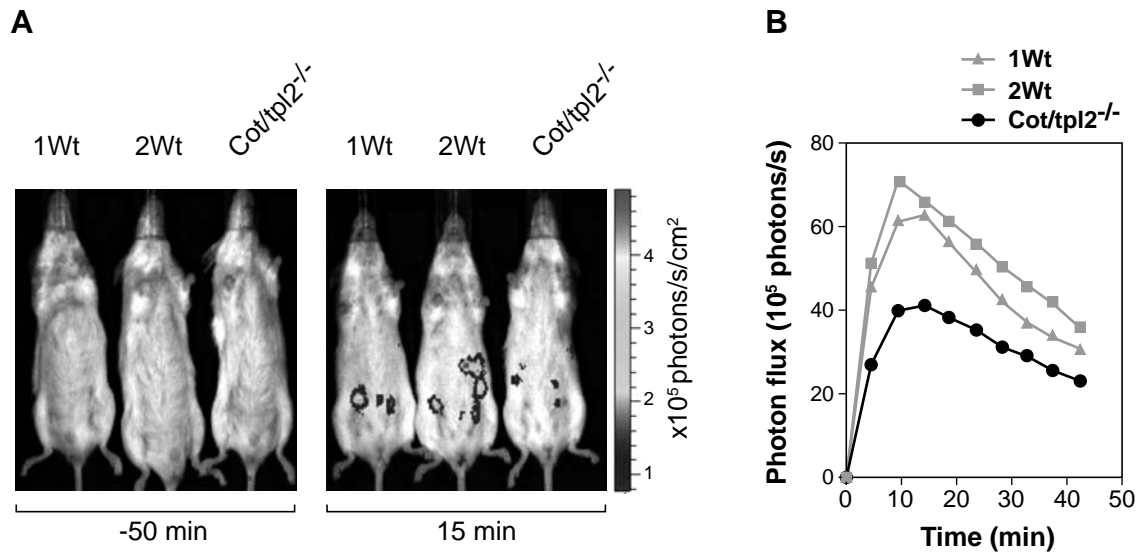 A
1Wt 2Wt Cot/tpl2-/-
1Wt 2Wt Cot/tpl2-/-
4
3
2
1
x10⁵ photons/s/cm²
-50 min
15 min
B
1Wt
2Wt
Cot/tpl2-/-
Photon flux (10⁵ photons/s)
80
60
40
20
0
0 10 20 30 40 50
Time (min)